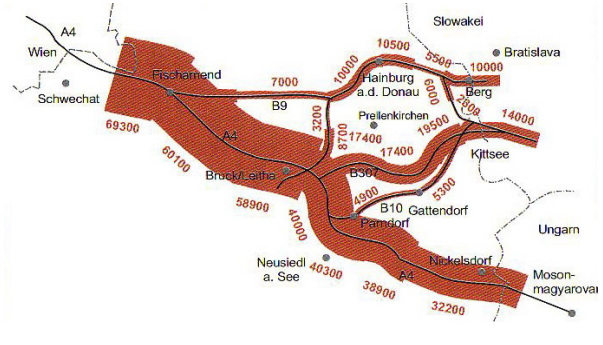 Slowakei
A4
Wien
10500
5500
Bratislava
Fischamend
10000
Hainburg
a.d. Donau
10000
7000
Berg
6000
Schwechat
B9
2800
3200
Prellenkirchen
14000
69300
A4
8700
17400
19500
17400
Kittsee
60100
Bruck/Leitha
B307
4900
5300
58900
B10
Gattendorf
40000
Parndorf
Ungarn
Neusiedl
a. See
40300
Nickelsdorf
A4
Moson-
magyarovar
38900
32200